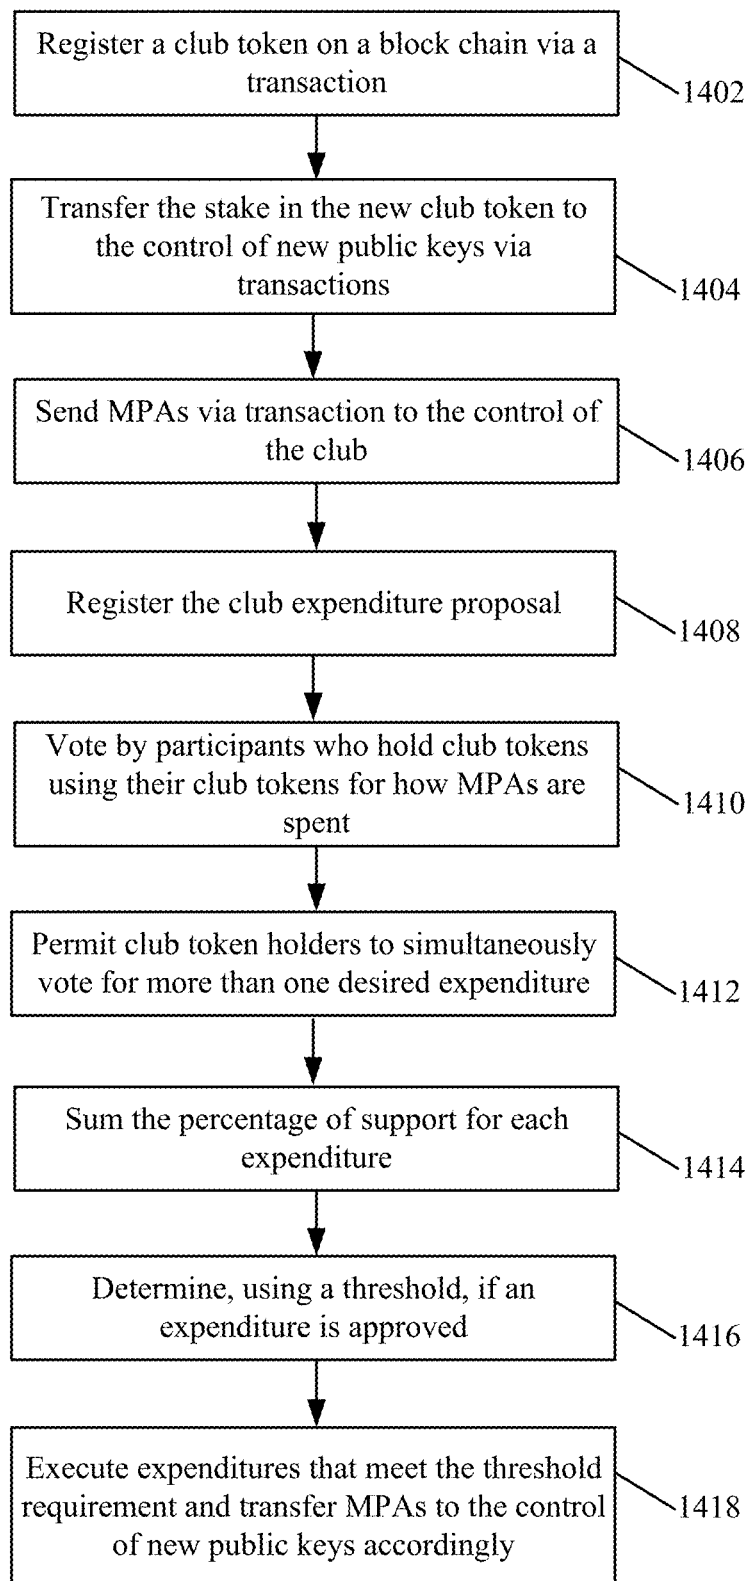 Register a club token on a block chain via a
transaction
1402
Transfer the stake in the new club token to
the control of new public keys via
transactions
1404
Send MPAs via transaction to the control of
the club
1406
Register the club expenditure proposal
1408
Vote by participants who hold club tokens
using their club tokens for how MPAs are
spent
1410
Permit club token holders to simultaneously
vote for more than one desired expenditure
1412
Sum the percentage of support for each
expenditure
1414
Determine, using a threshold, if an
expenditure is approved
1416
Execute expenditures that meet the threshold
requirement and transfer MPAs to the control
of new public keys accordingly
1418